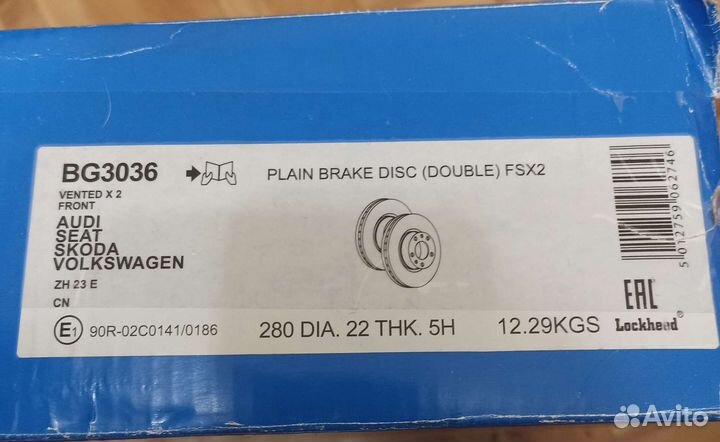 BG3036
PLAIN BRAKE DISC (DOUBLE) FSX2
VENTED X 2
FRONT
AUDI
SEAT
SKODA
VOLKSWAGEN
ZH 23 E
CN
E1 90R-02C0141/0186
280 DIA. 22 THK. 5H
12.29KGS
5 012759 062746
EAC
Lockheed
Avito